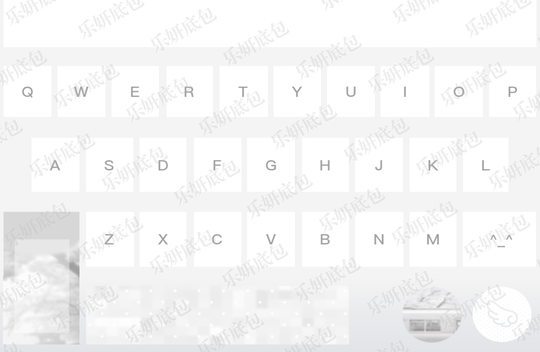 Q W E R T Y U I O P
A S D F G H J K L
Z X C V B N M ^_^
乐妍底包